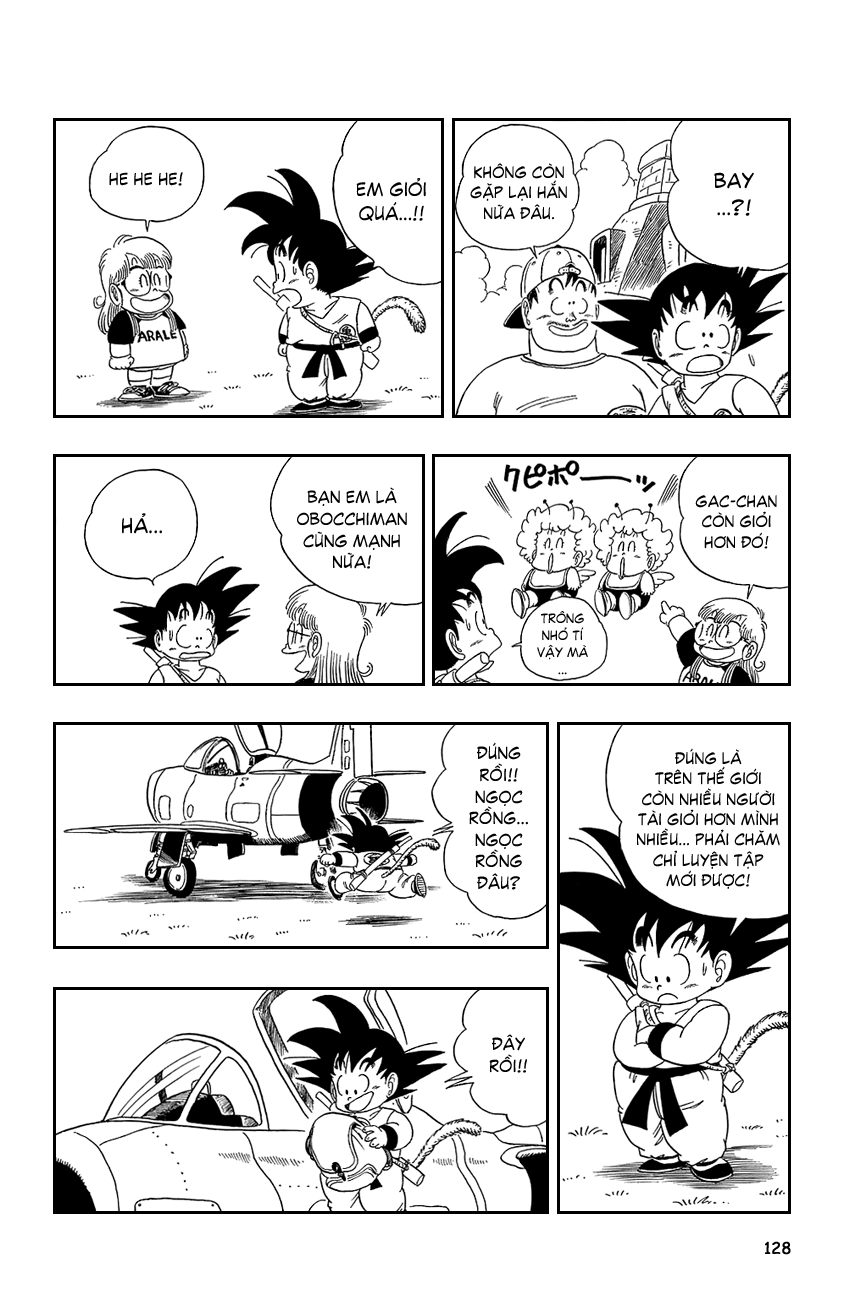 BAY
...?!
KHÔNG CÒN
GẶP LẠI HẮN
NỮA ĐÂU.
EM GIỎI
QUÁ...!!
HE HE HE!
ARALE
GAC-CHAN
CÒN GIỎI
HƠN ĐÓ!
クピポーッ
TRÔNG
NHỎ TÍ
VẬY MÀ
...
ARALE
BẠN EM LÀ
OBOCCHIMAN
CŨNG MẠNH
NỮA!
HẢ...
ĐÚNG LÀ
TRÊN THẾ GIỚI
CÒN NHIỀU NGƯỜI
TÀI GIỎI HƠN MÌNH
NHIỀU... PHẢI CHĂM
CHỈ LUYỆN TẬP
MỚI ĐƯỢC!
ĐÚNG
RỒI!!
NGỌC
RỒNG...
NGỌC
RỒNG
ĐÂU?
ĐÂY
RỒI!!
128